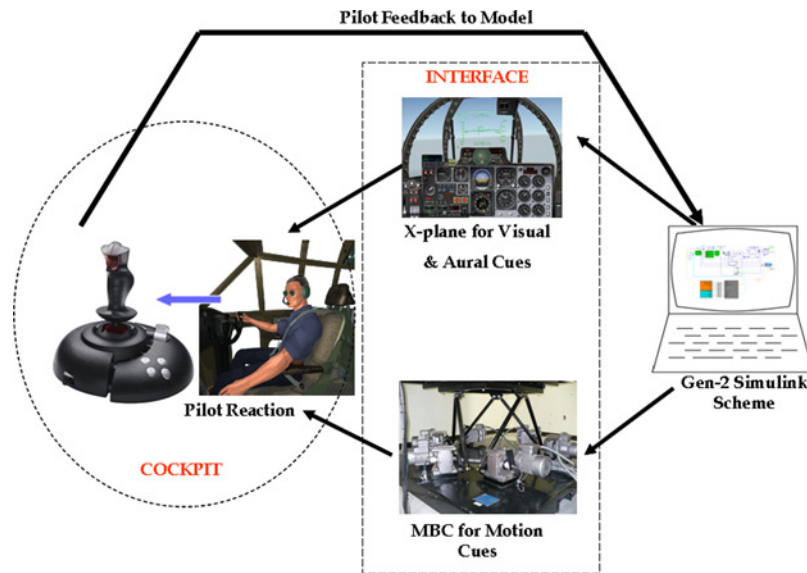 Pilot Feedback to Model
INTERFACE
X-plane for Visual
& Aural Cues
Pilot Reaction
COCKPIT
MBC for Motion
Cues
Gen-2 Simulink
Scheme